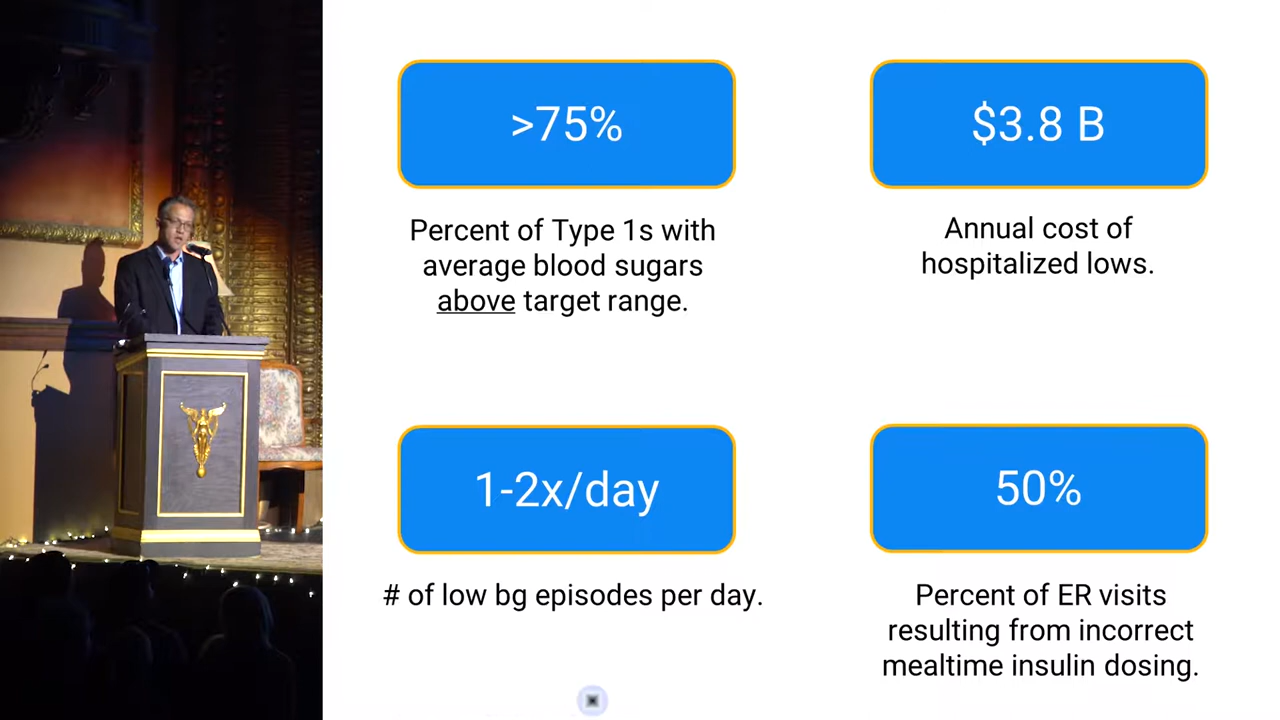 >75%
Percent of Type 1s with
average blood sugars
above target range.
$3.8 B
Annual cost of
hospitalized lows.
1-2x/day
# of low bg episodes per day.
50%
Percent of ER visits
resulting from incorrect
mealtime insulin dosing.